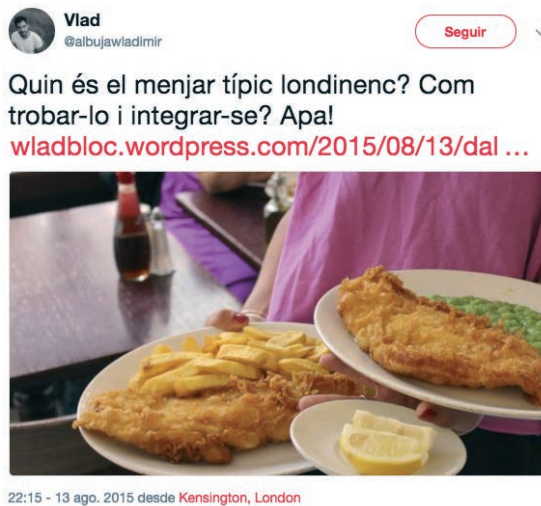 Vlad
@albujawladimir
Seguir
Quin és el menjar típic londinenc? Com
trobar-lo i integrar-se? Apa!
wladbloc.wordpress.com/2015/08/13/dal ...
22:15 - 13 ago. 2015 desde Kensington, London